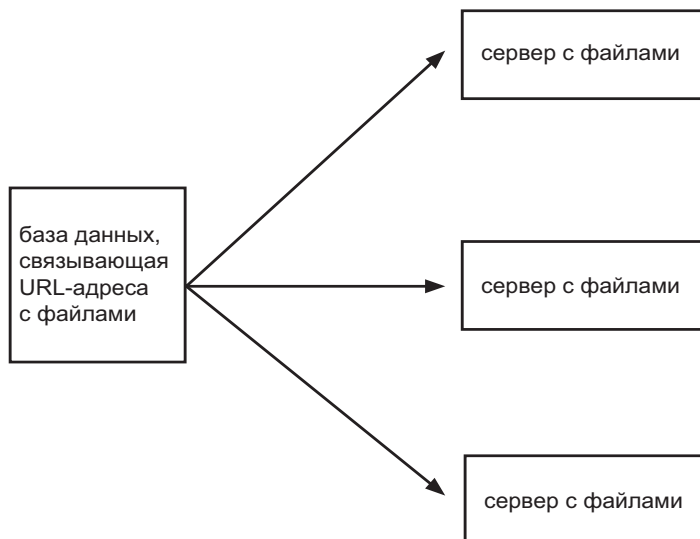 сервер с файлами
база данных,
связывающая
URL-адреса
с файлами
сервер с файлами
сервер с файлами